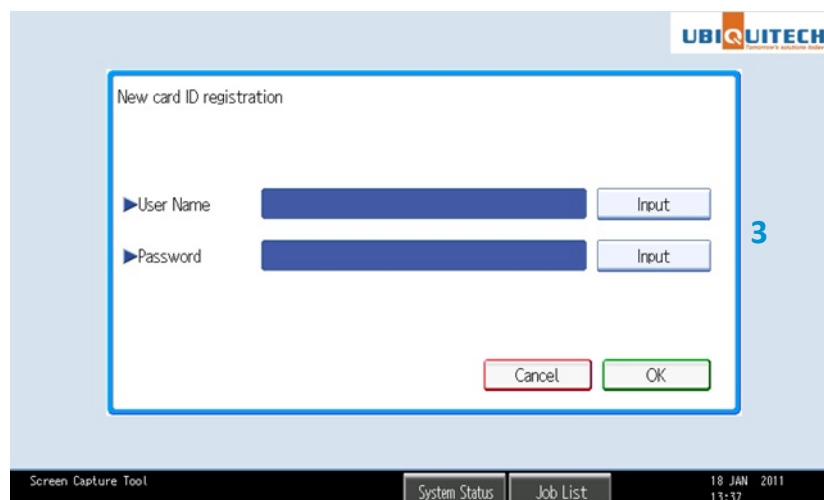 UBIQUITECH
Tomorrow's solutions today
New card ID registration
User Name Input
Password Input
3
Cancel OK
Screen Capture Tool System Status Job List 18 JAN 2011
13:37